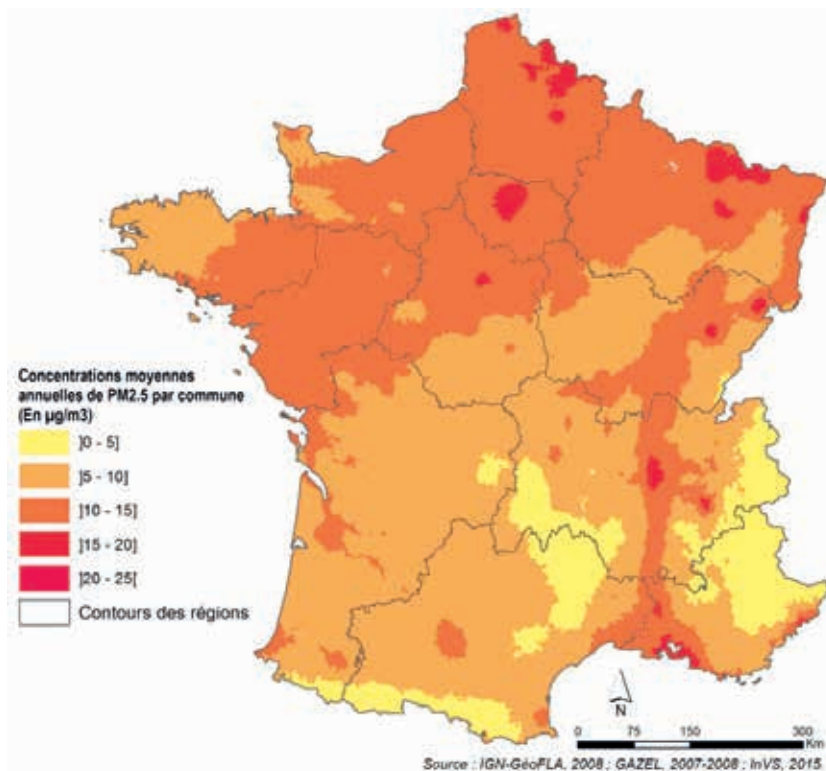 Concentrations moyennes
annuelles de PM2.5 par commune
(En µg/m3)
]0 - 5]
]5 - 10]
]10 - 15]
]15 - 20]
]20 - 25[
Contours des régions
N
0 75 150 300
Km
Source : IGN-GéoFLA, 2008 ; GAZEL, 2007-2008 ; InVS, 2015.